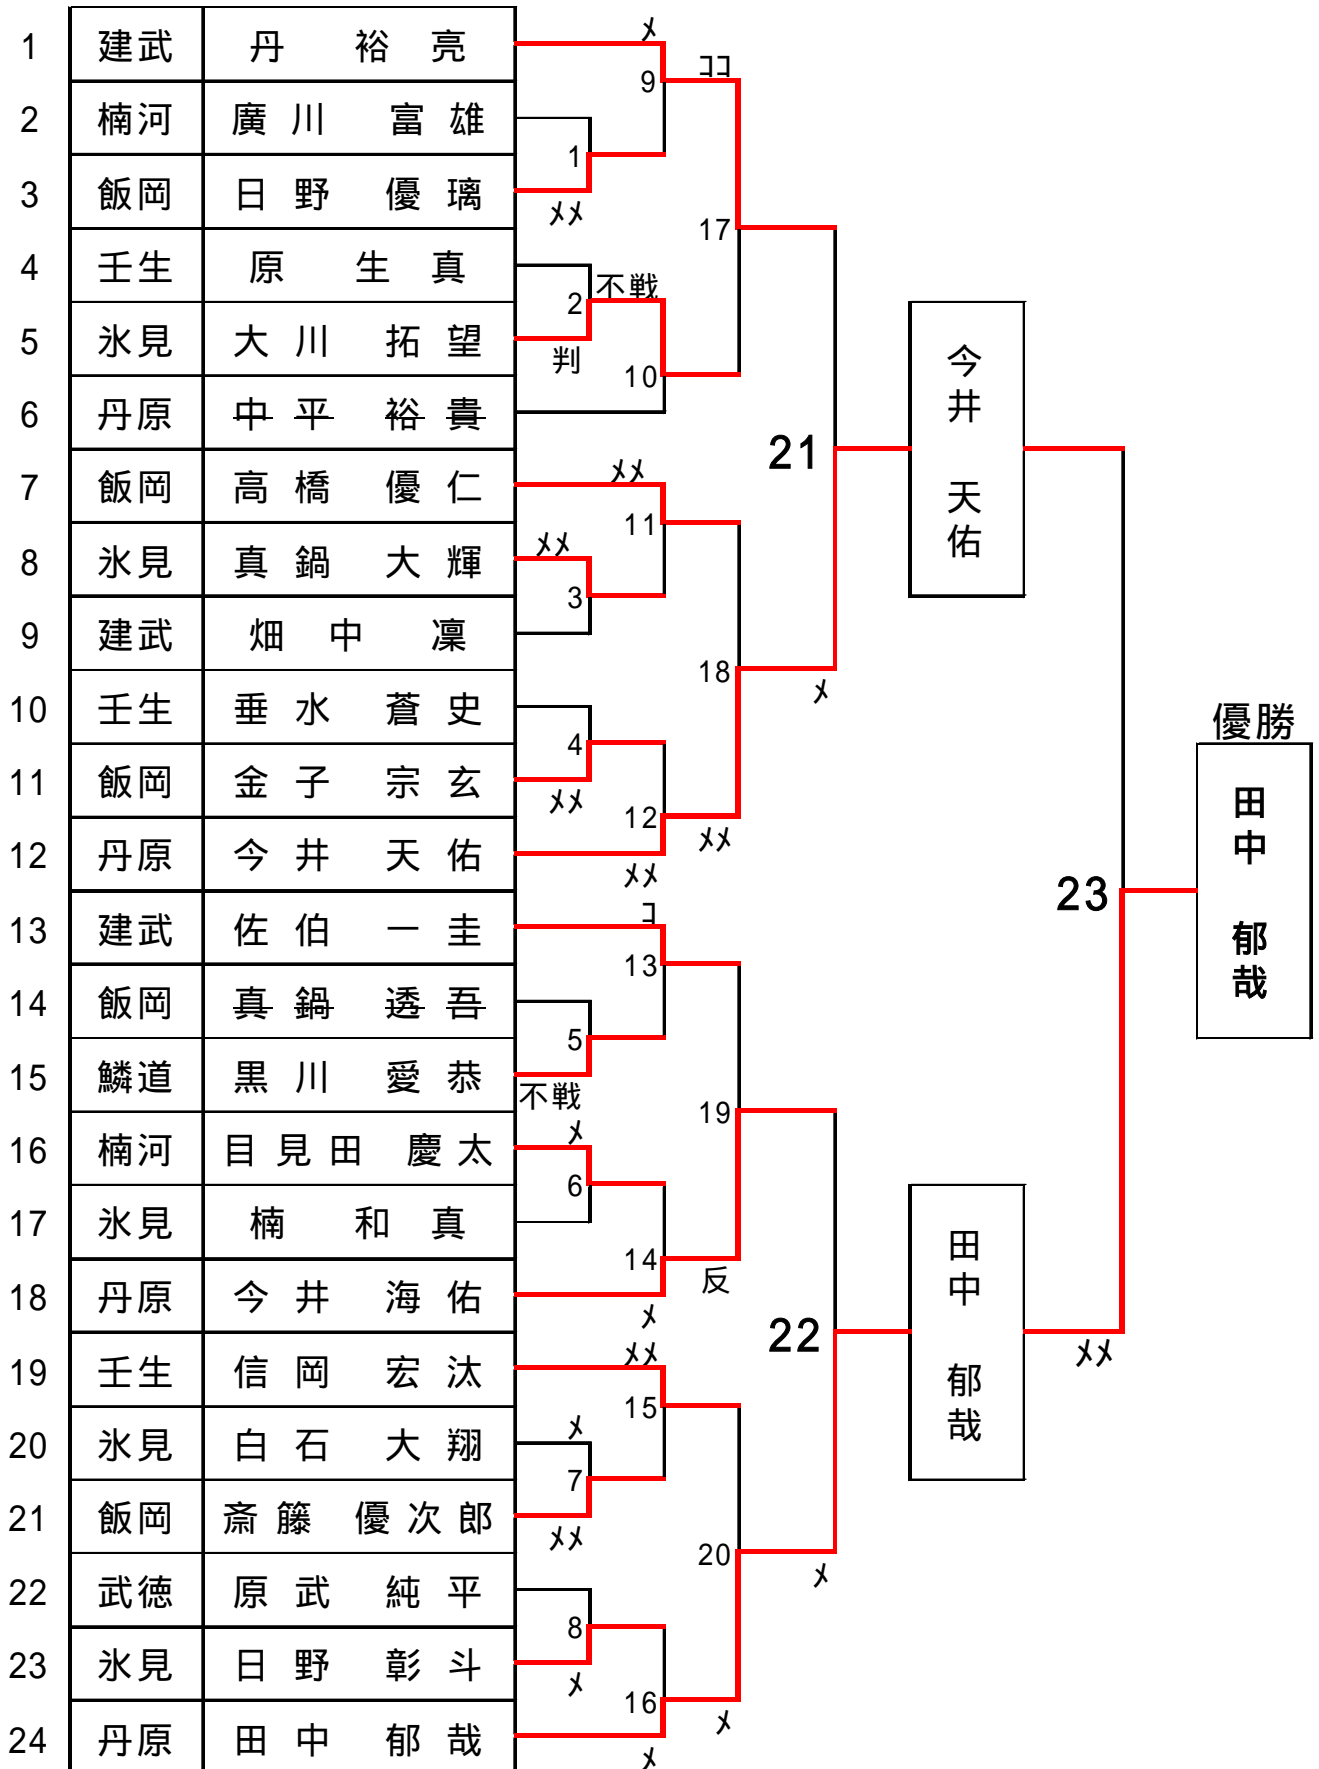 1 建武 丹 裕亮
2 楠河 廣川 富雄
3 飯岡 日野 優璃
4 壬生 原 生真
5 氷見 大川 拓望
6 丹原 中平 裕貴
7 飯岡 高橋 優仁
8 氷見 真鍋 大輝
9 建武 畑中 凜
10 壬生 垂水 蒼史
11 飯岡 金子 宗玄
12 丹原 今井 天佑
13 建武 佐伯 一圭
14 飯岡 真鍋 透吾
15 鱗道 黒川 愛恭
16 楠河 目見田 慶太
17 氷見 楠 和真
18 丹原 今井 海佑
19 壬生 信岡 宏汰
20 氷見 白石 大翔
21 飯岡 斎籐 優次郎
22 武徳 原武 純平
23 氷見 日野 彰斗
24 丹原 田中 郁哉
1
メメ
2
判
メメ
3
4
メメ
5
不戦
メ
6
メ
7
メメ
8
メ
メ
9
不戦
10
メメ
11
12
メメ
コ
13
14
メ
メメ
15
16
メ
ココ
17
18
メメ
19
反
20
メ
21
メ
22
メ
今井 天佑
田中 郁哉
23
メメ
優勝
田中 郁哉